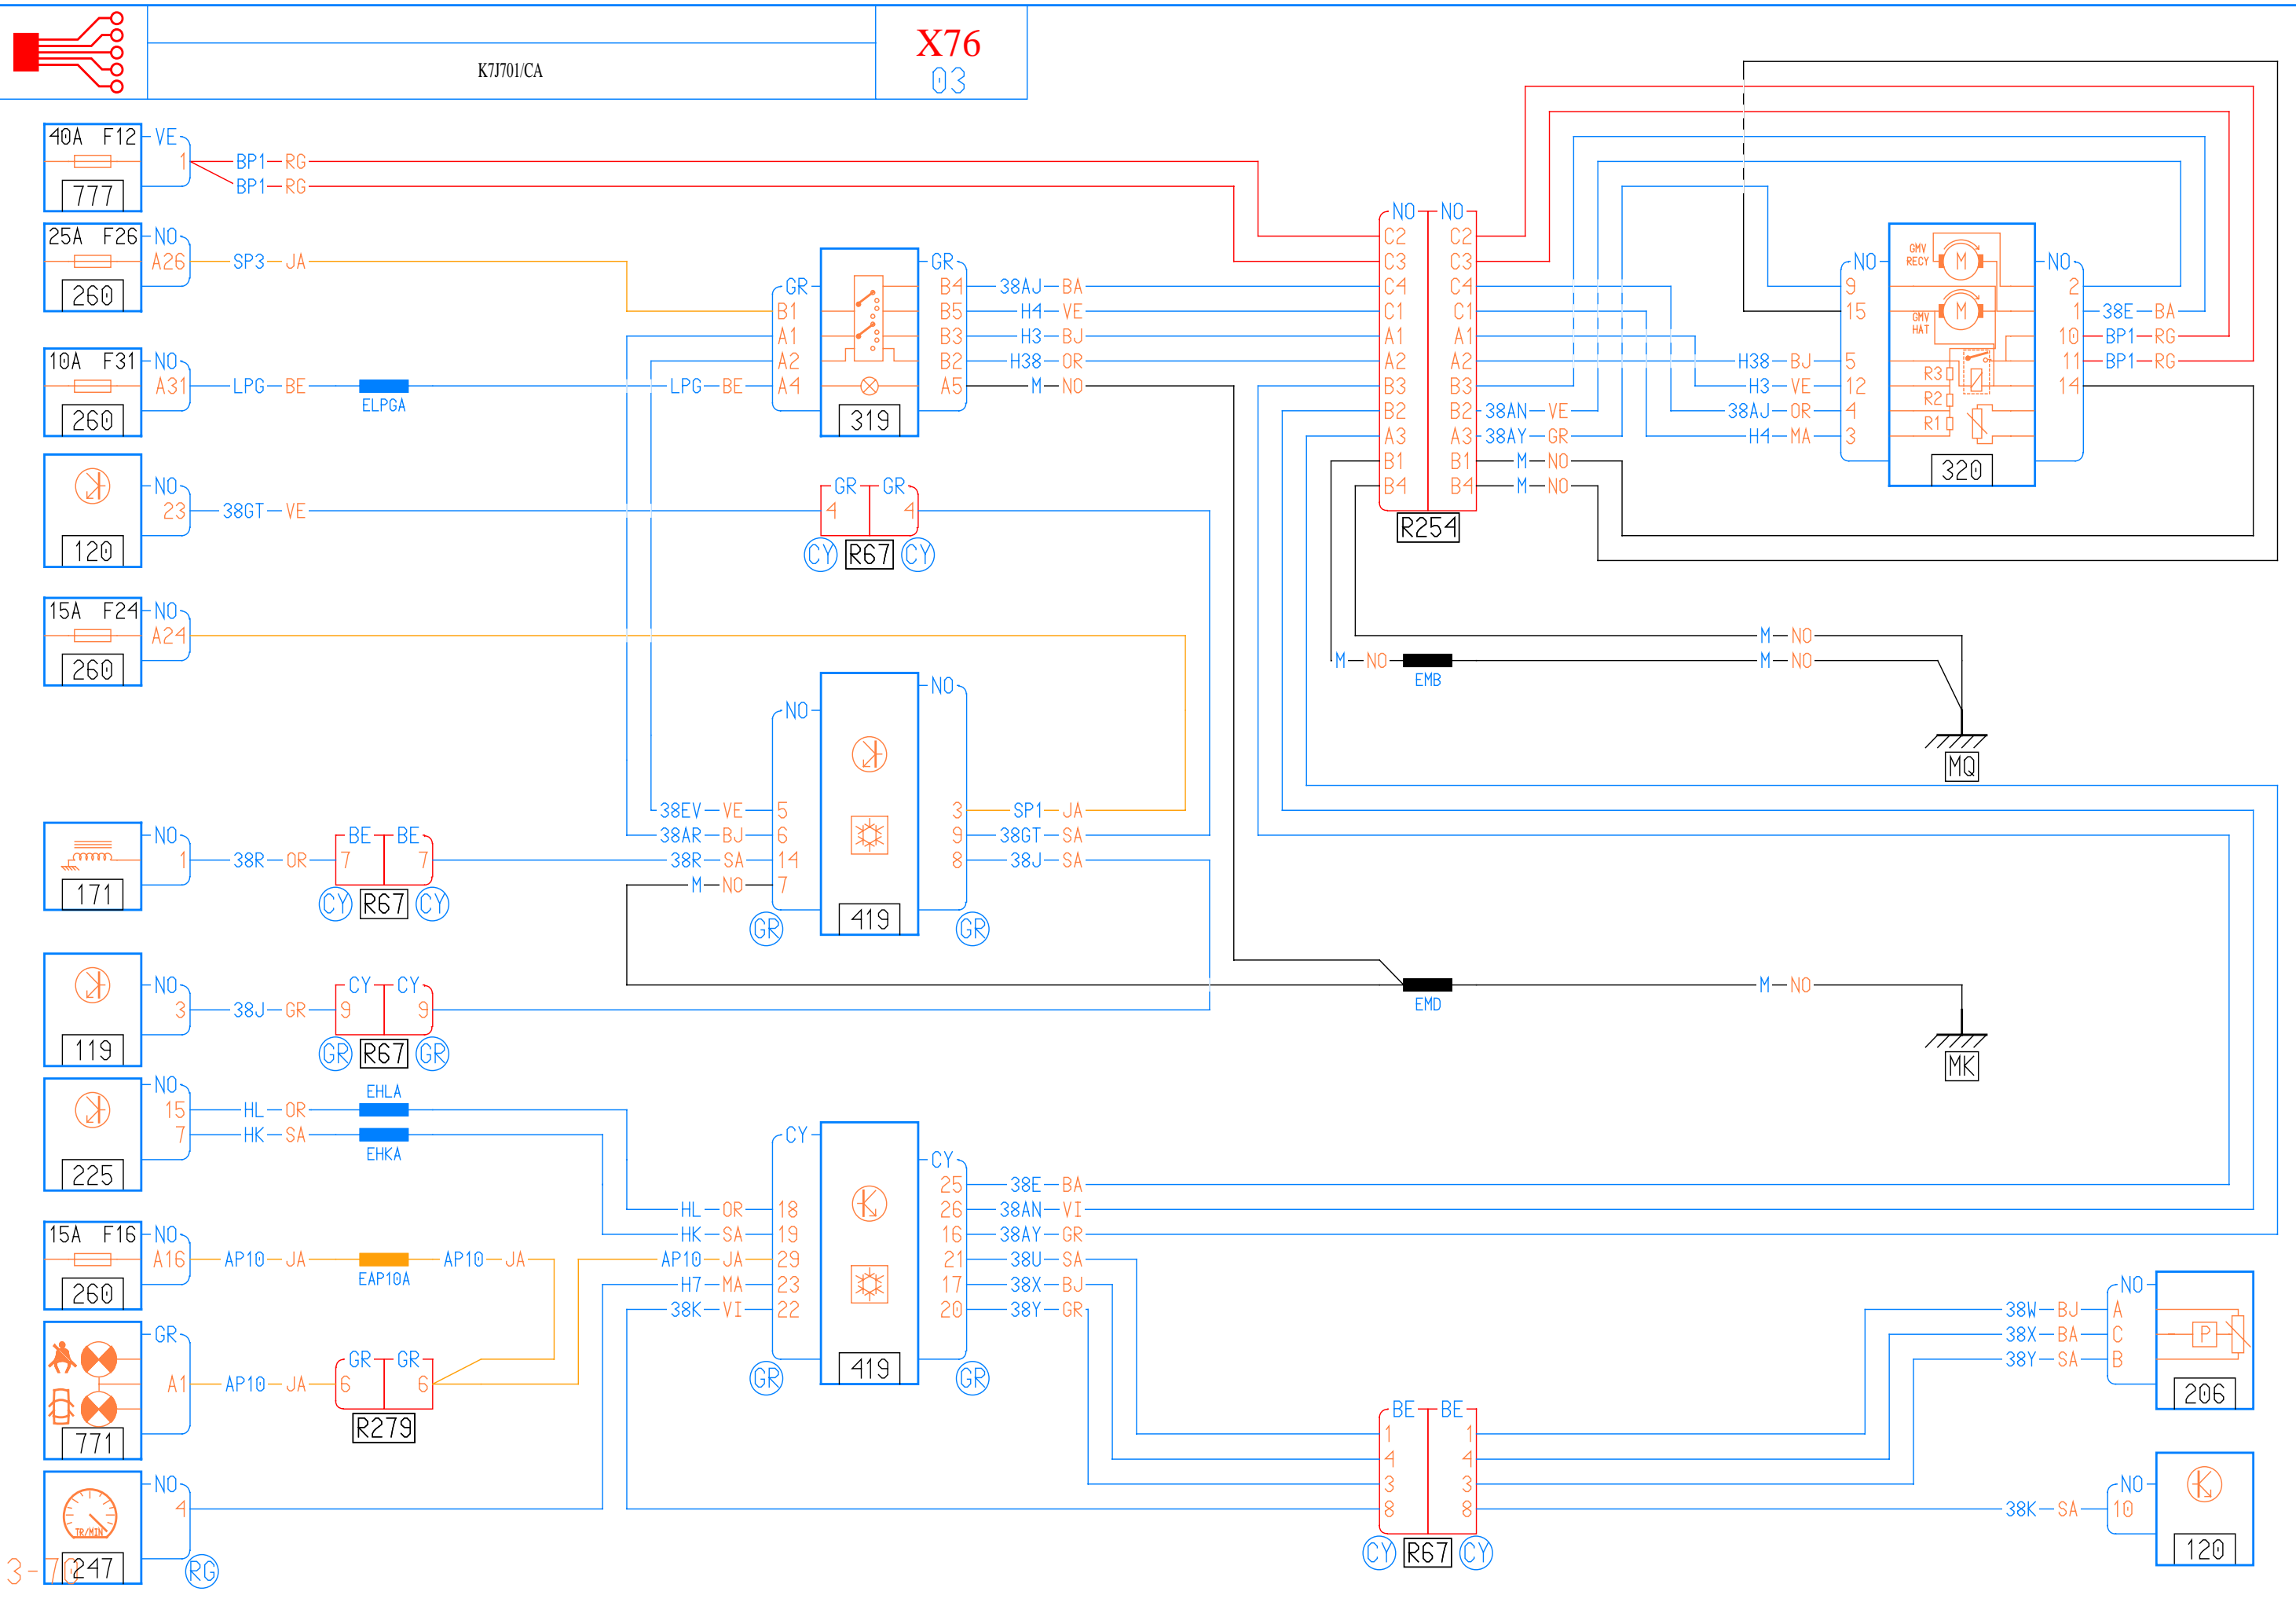 K7J701/CA
X76
03
40A F12 VE
1 BP1 RG
BP1 RG
777
25A F26 NO
A26 SP3 JA
260
10A F31 NO
A31 LPG BE ELPGA LPG BE
260
NO
23 38GT VE
120
15A F24 NO
A24
260
NO
1 38R OR
171
BE BE
7 7
CY R67 CY
NO
3 38J GR
119
CY CY
9 9
GR R67 GR
NO
15 HL OR EHLA
7 HK SA EHKA
225
15A F16 NO
A16 AP10 JA EAP10A AP10 JA
260
GR
A1 AP10 JA
771
GR GR
6 6
R279
NO
4
TR/MIN
247
RG
3-70
GR GR
B1 B4 38AJ BA
A1 B5 H4 VE
A2 B3 H3 BJ
A4 B2 H38 OR
A5 M NO
319
GR GR
4 4
CY R67 CY
NO NO
38EV VE 5
38AR BJ 6
38R SA 14
M NO 7
3 SP1 JA
9 38GT SA
8 38J SA
GR 419 GR
CY CY
HL OR 18
HK SA 19
AP10 JA 29
H7 MA 23
38K VI 22
25 38E BA
26 38AN VI
16 38AY GR
21 38U SA
17 38X BJ
20 38Y GR
GR 419 GR
NO NO
C2 C2
C3 C3
C4 C4
C1 C1
A1 A1
A2 A2
B3 B3
B2 B2 38AN VE
A3 A3 38AY GR
B1 B1 M NO
B4 B4 M NO
R254
NO NO
9
15
H38 BJ 5
H3 VE 12
38AJ OR 4
H4 MA 3
GMV
RECY
M
GMV
HAT
M
R3
R2
R1
320
2
1 38E BA
10 BP1 RG
11 BP1 RG
14
M NO
M NO EMB M NO
MQ
EMD M NO
MK
BE BE
1 1
4 4
3 3
8 8
CY R67 CY
NO
38W BJ A
38X BA C
38Y SA B
P
206
NO
38K SA 10
120